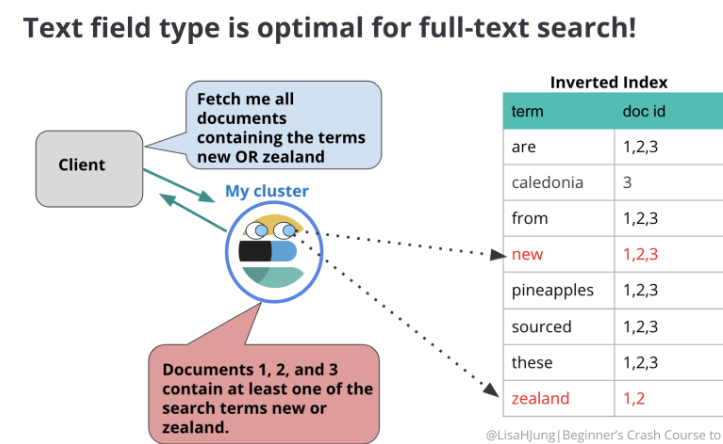 Text field type is optimal for full-text search!
Fetch me all
documents
containing the terms
new OR zealand
Client
My cluster
Documents 1, 2, and 3
contain at least one of the
search terms new or
zealand.
Inverted Index
term doc id
are 1,2,3
caledonia 3
from 1,2,3
new 1,2,3
pineapples 1,2,3
sourced 1,2,3
these 1,2,3
zealand 1,2
@LisaHJung|Beginner's Crash Course to